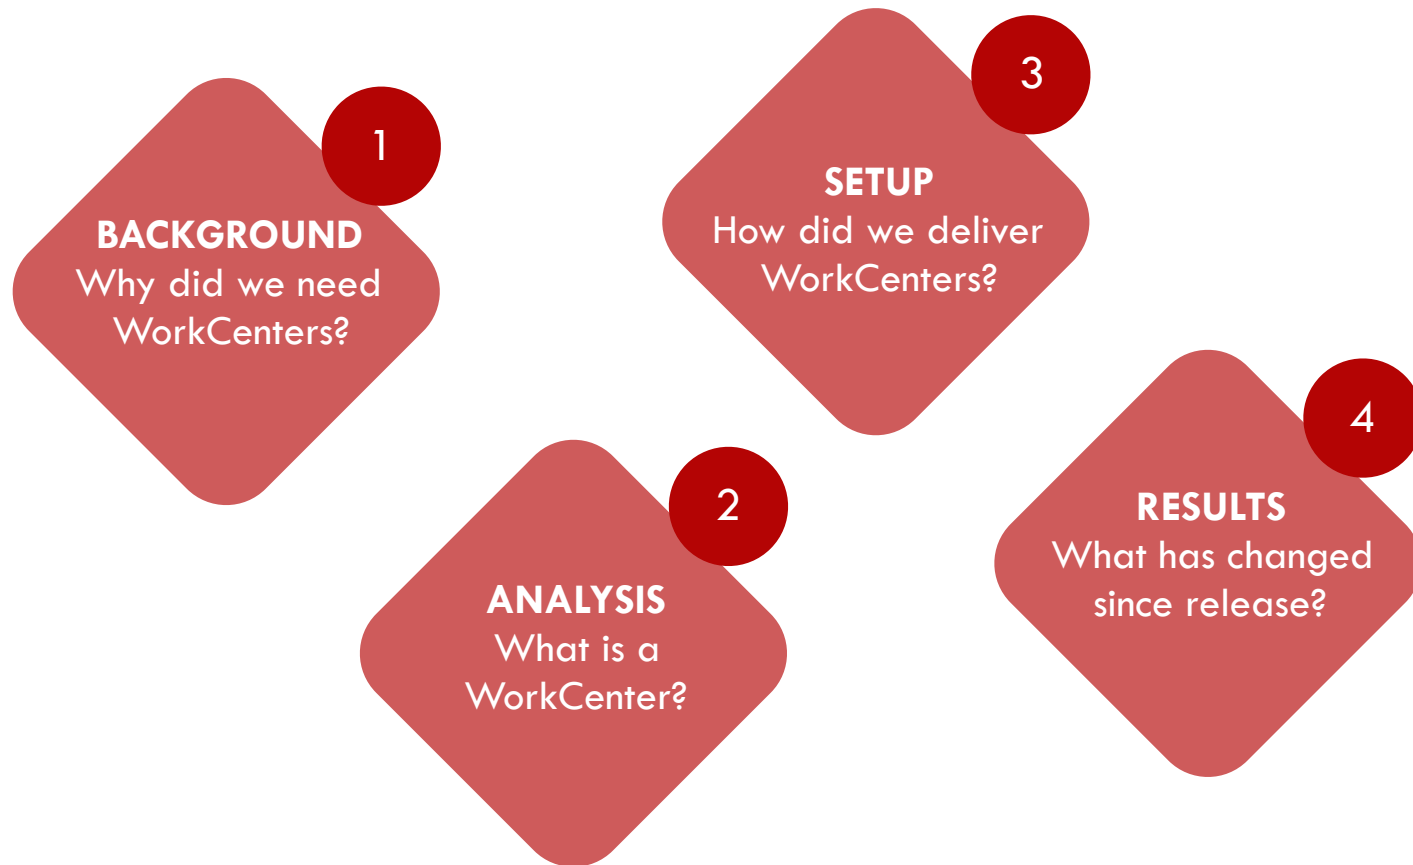 1
BACKGROUND
Why did we need
WorkCenters?
2
ANALYSIS
What is a
WorkCenter?
3
SETUP
How did we deliver
WorkCenters?
4
RESULTS
What has changed
since release?